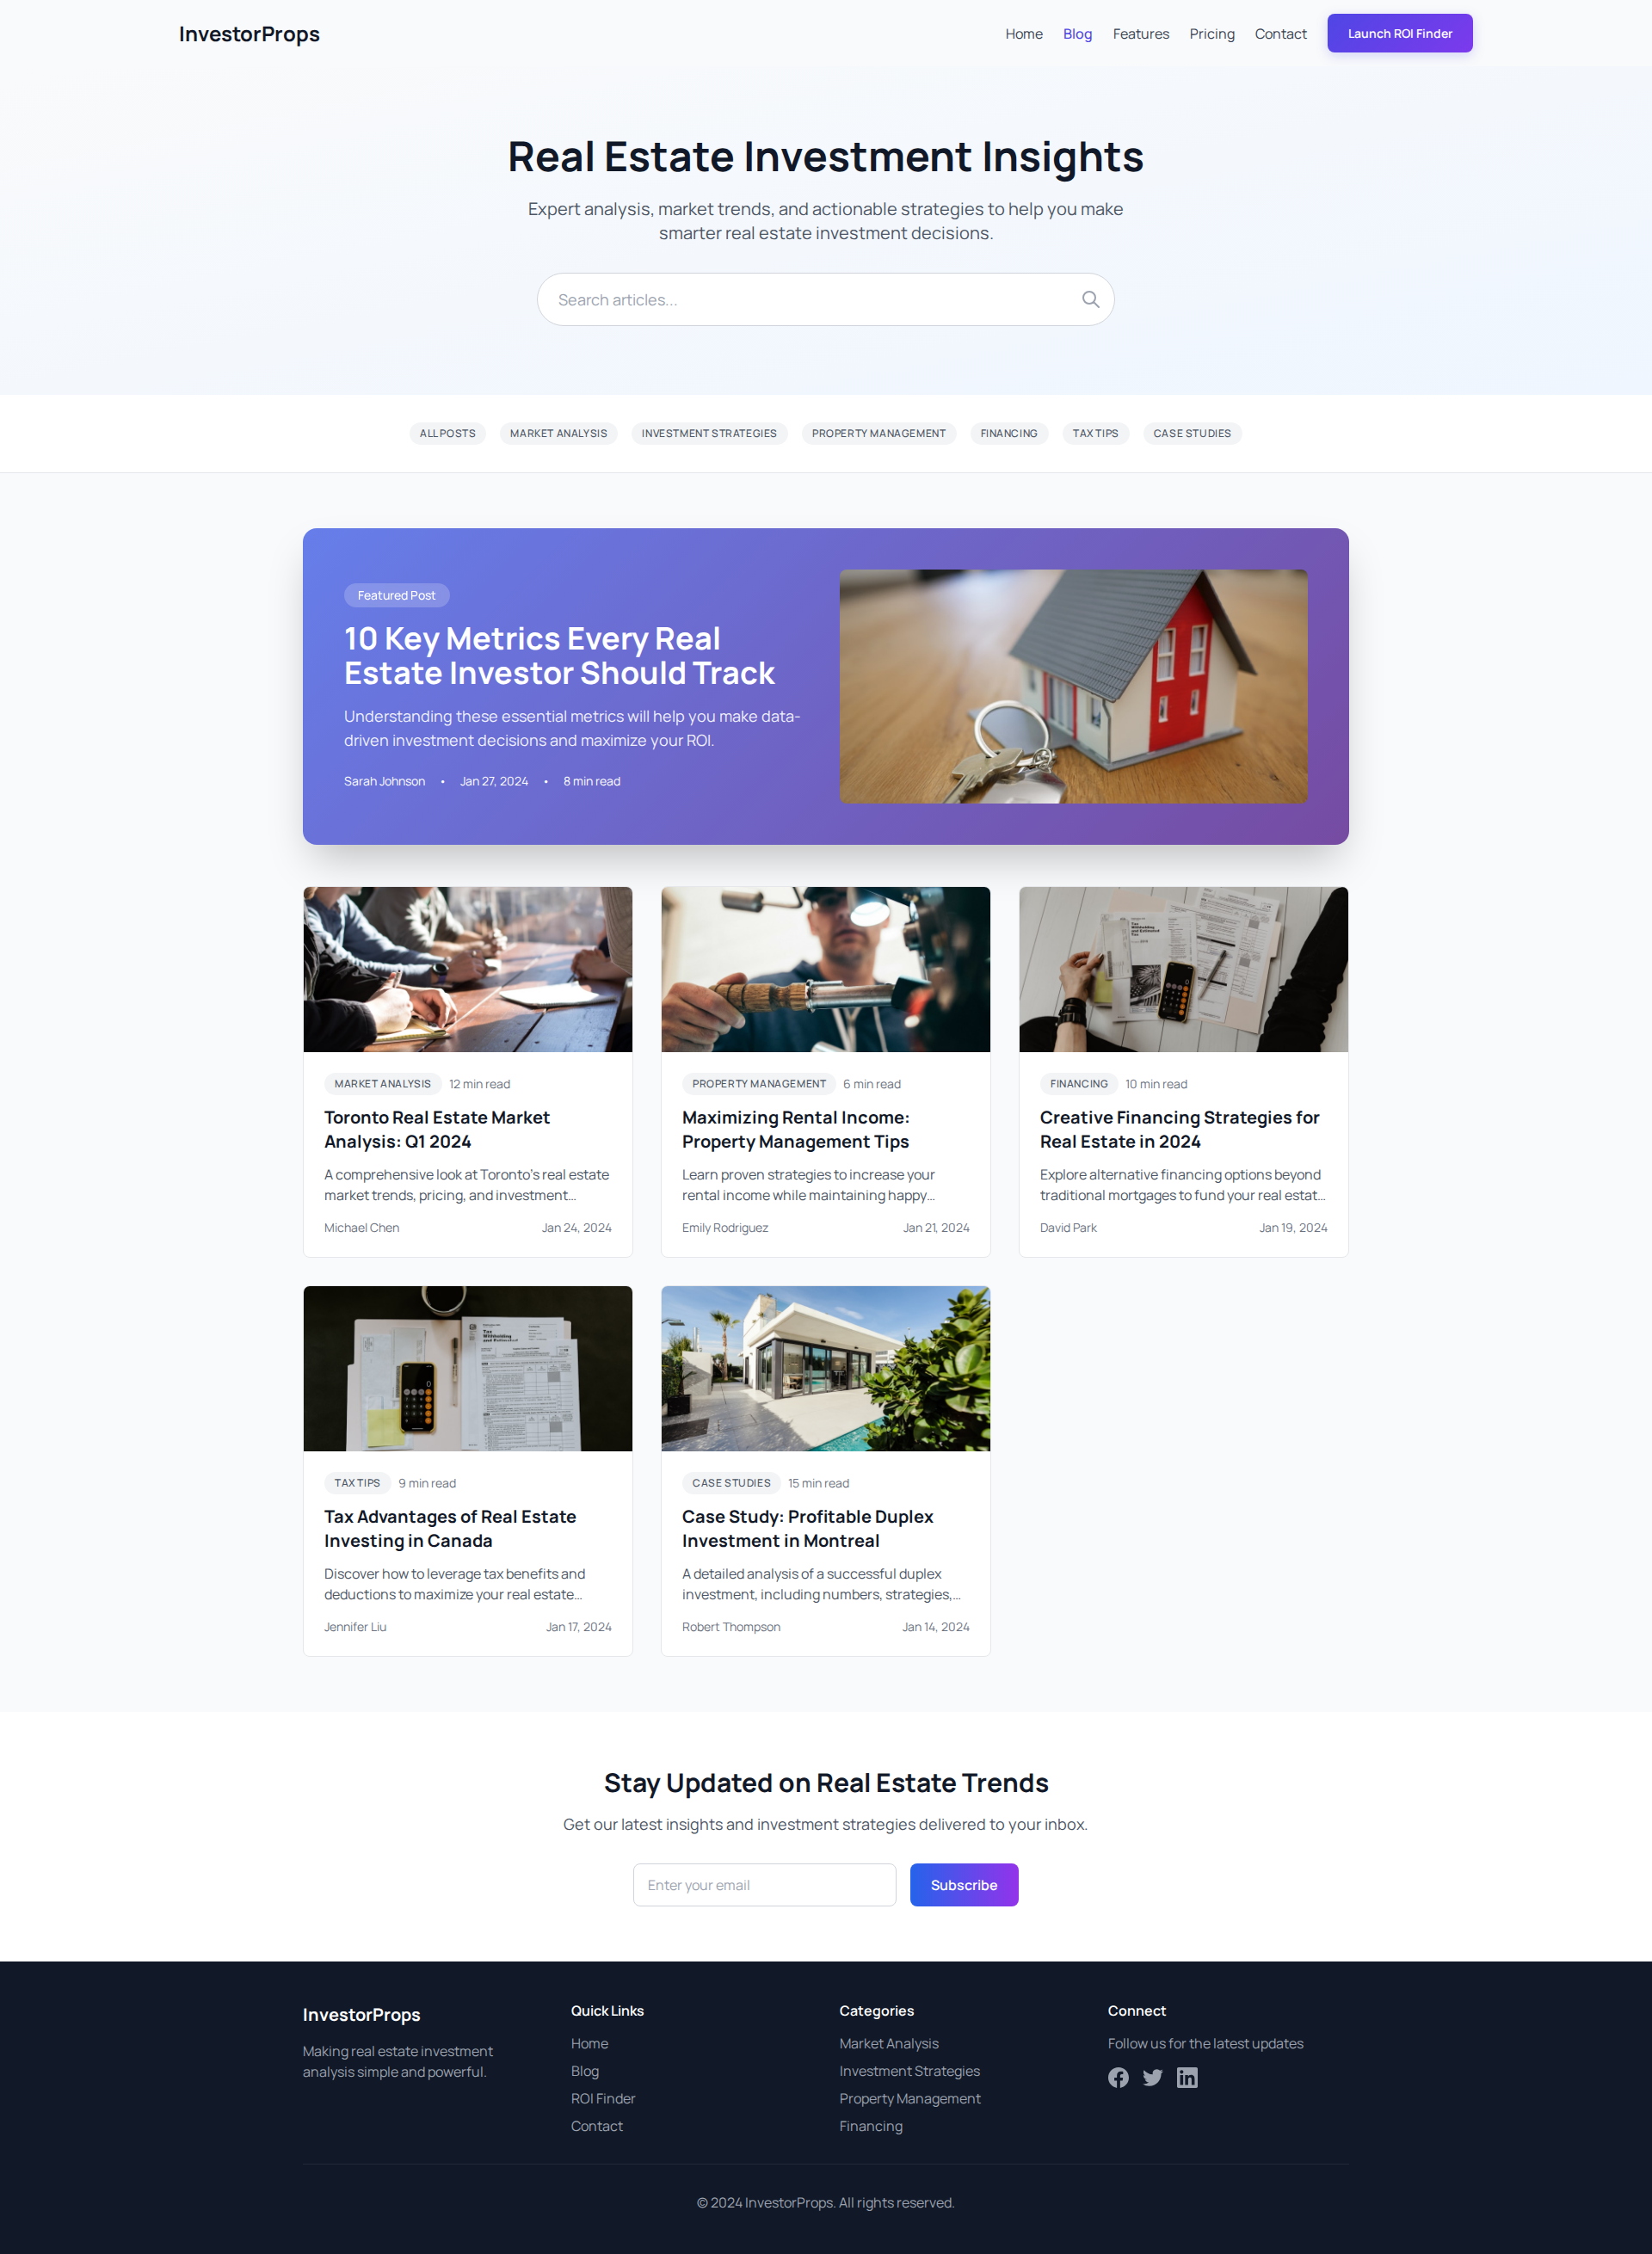 InvestorProps
Home
Blog
Features
Pricing
Contact
Launch ROI Finder
Real Estate Investment Insights
Expert analysis, market trends, and actionable strategies to help you make
smarter real estate investment decisions.
Search articles...
ALL POSTS
MARKET ANALYSIS
INVESTMENT STRATEGIES
PROPERTY MANAGEMENT
FINANCING
TAX TIPS
CASE STUDIES
Featured Post
10 Key Metrics Every Real
Estate Investor Should Track
Understanding these essential metrics will help you make data-
driven investment decisions and maximize your ROI.
Sarah Johnson • Jan 27, 2024 • 8 min read
MARKET ANALYSIS 12 min read
Toronto Real Estate Market
Analysis: Q1 2024
A comprehensive look at Toronto's real estate
market trends, pricing, and investment...
Michael Chen Jan 24, 2024
PROPERTY MANAGEMENT 6 min read
Maximizing Rental Income:
Property Management Tips
Learn proven strategies to increase your
rental income while maintaining happy...
Emily Rodriguez Jan 21, 2024
Tax
Withholding
and Estimated
Tax
FINANCING 10 min read
Creative Financing Strategies for
Real Estate in 2024
Explore alternative financing options beyond
traditional mortgages to fund your real estat...
David Park Jan 19, 2024
Tax
Withholding
and Estimated
TAX TIPS 9 min read
Tax Advantages of Real Estate
Investing in Canada
Discover how to leverage tax benefits and
deductions to maximize your real estate...
Jennifer Liu Jan 17, 2024
CASE STUDIES 15 min read
Case Study: Profitable Duplex
Investment in Montreal
A detailed analysis of a successful duplex
investment, including numbers, strategies,...
Robert Thompson Jan 14, 2024
Stay Updated on Real Estate Trends
Get our latest insights and investment strategies delivered to your inbox.
Enter your email
Subscribe
InvestorProps
Making real estate investment
analysis simple and powerful.
Quick Links
Home
Blog
ROI Finder
Contact
Categories
Market Analysis
Investment Strategies
Property Management
Financing
Connect
Follow us for the latest updates
© 2024 InvestorProps. All rights reserved.